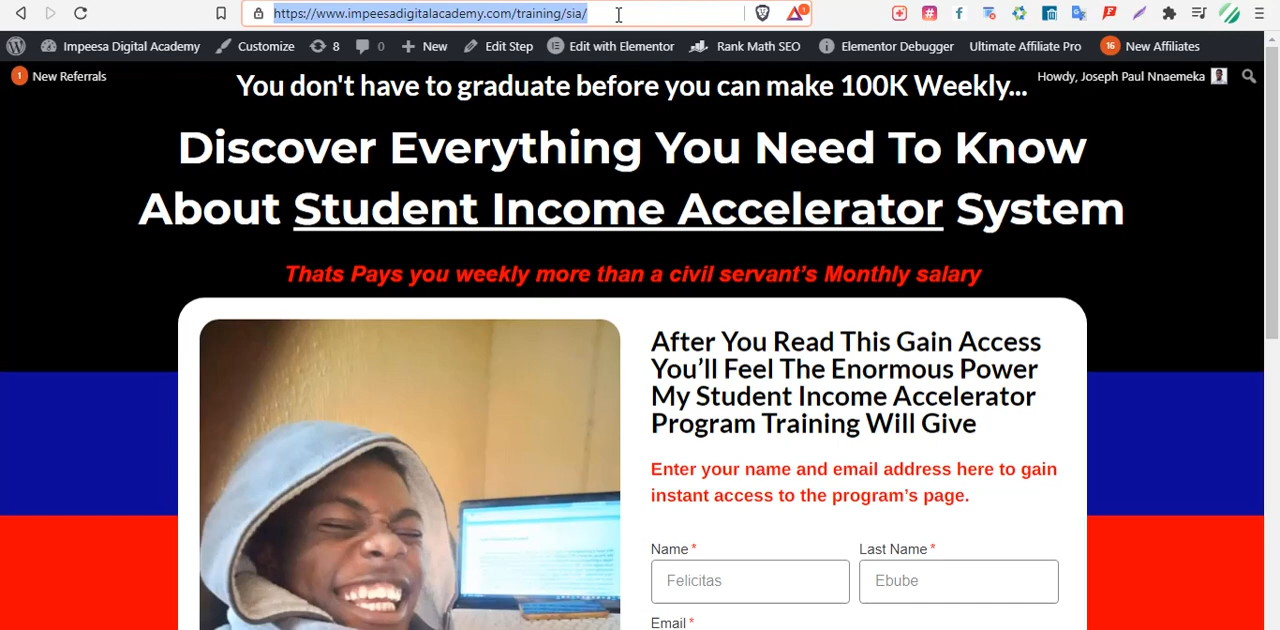 https://www.impeesadigitalacademy.com/training/sia/
Impeesa Digital Academy Customize 8 0 New Edit Step Edit with Elementor Rank Math SEO Elementor Debugger Ultimate Affiliate Pro 16 New Affiliates
1 New Referrals Howdy, Joseph Paul Nnaemeka
You don't have to graduate before you can make 100K Weekly...
Discover Everything You Need To Know
About Student Income Accelerator System
Thats Pays you weekly more than a civil servant's Monthly salary
After You Read This Gain Access
You'll Feel The Enormous Power
My Student Income Accelerator
Program Training Will Give
Enter your name and email address here to gain
instant access to the program's page.
Name * Last Name *
Felicitas Ebube
Email *